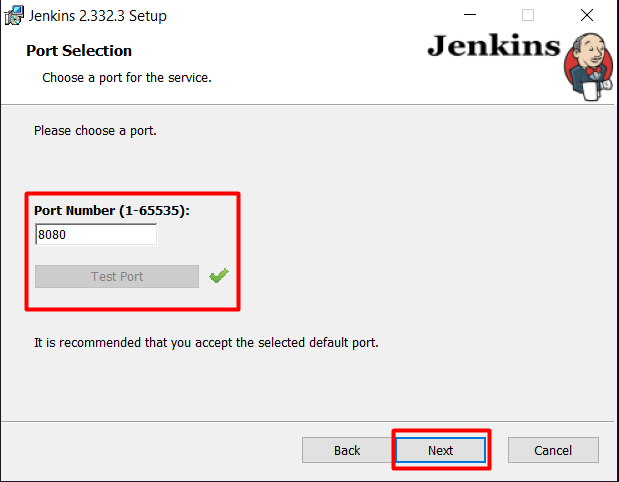 Jenkins 2.332.3 Setup
Port Selection
Jenkins
Choose a port for the service.
Please choose a port.
Port Number (1-65535):
8080
Test Port
It is recommended that you accept the selected default port.
Back
Next
Cancel